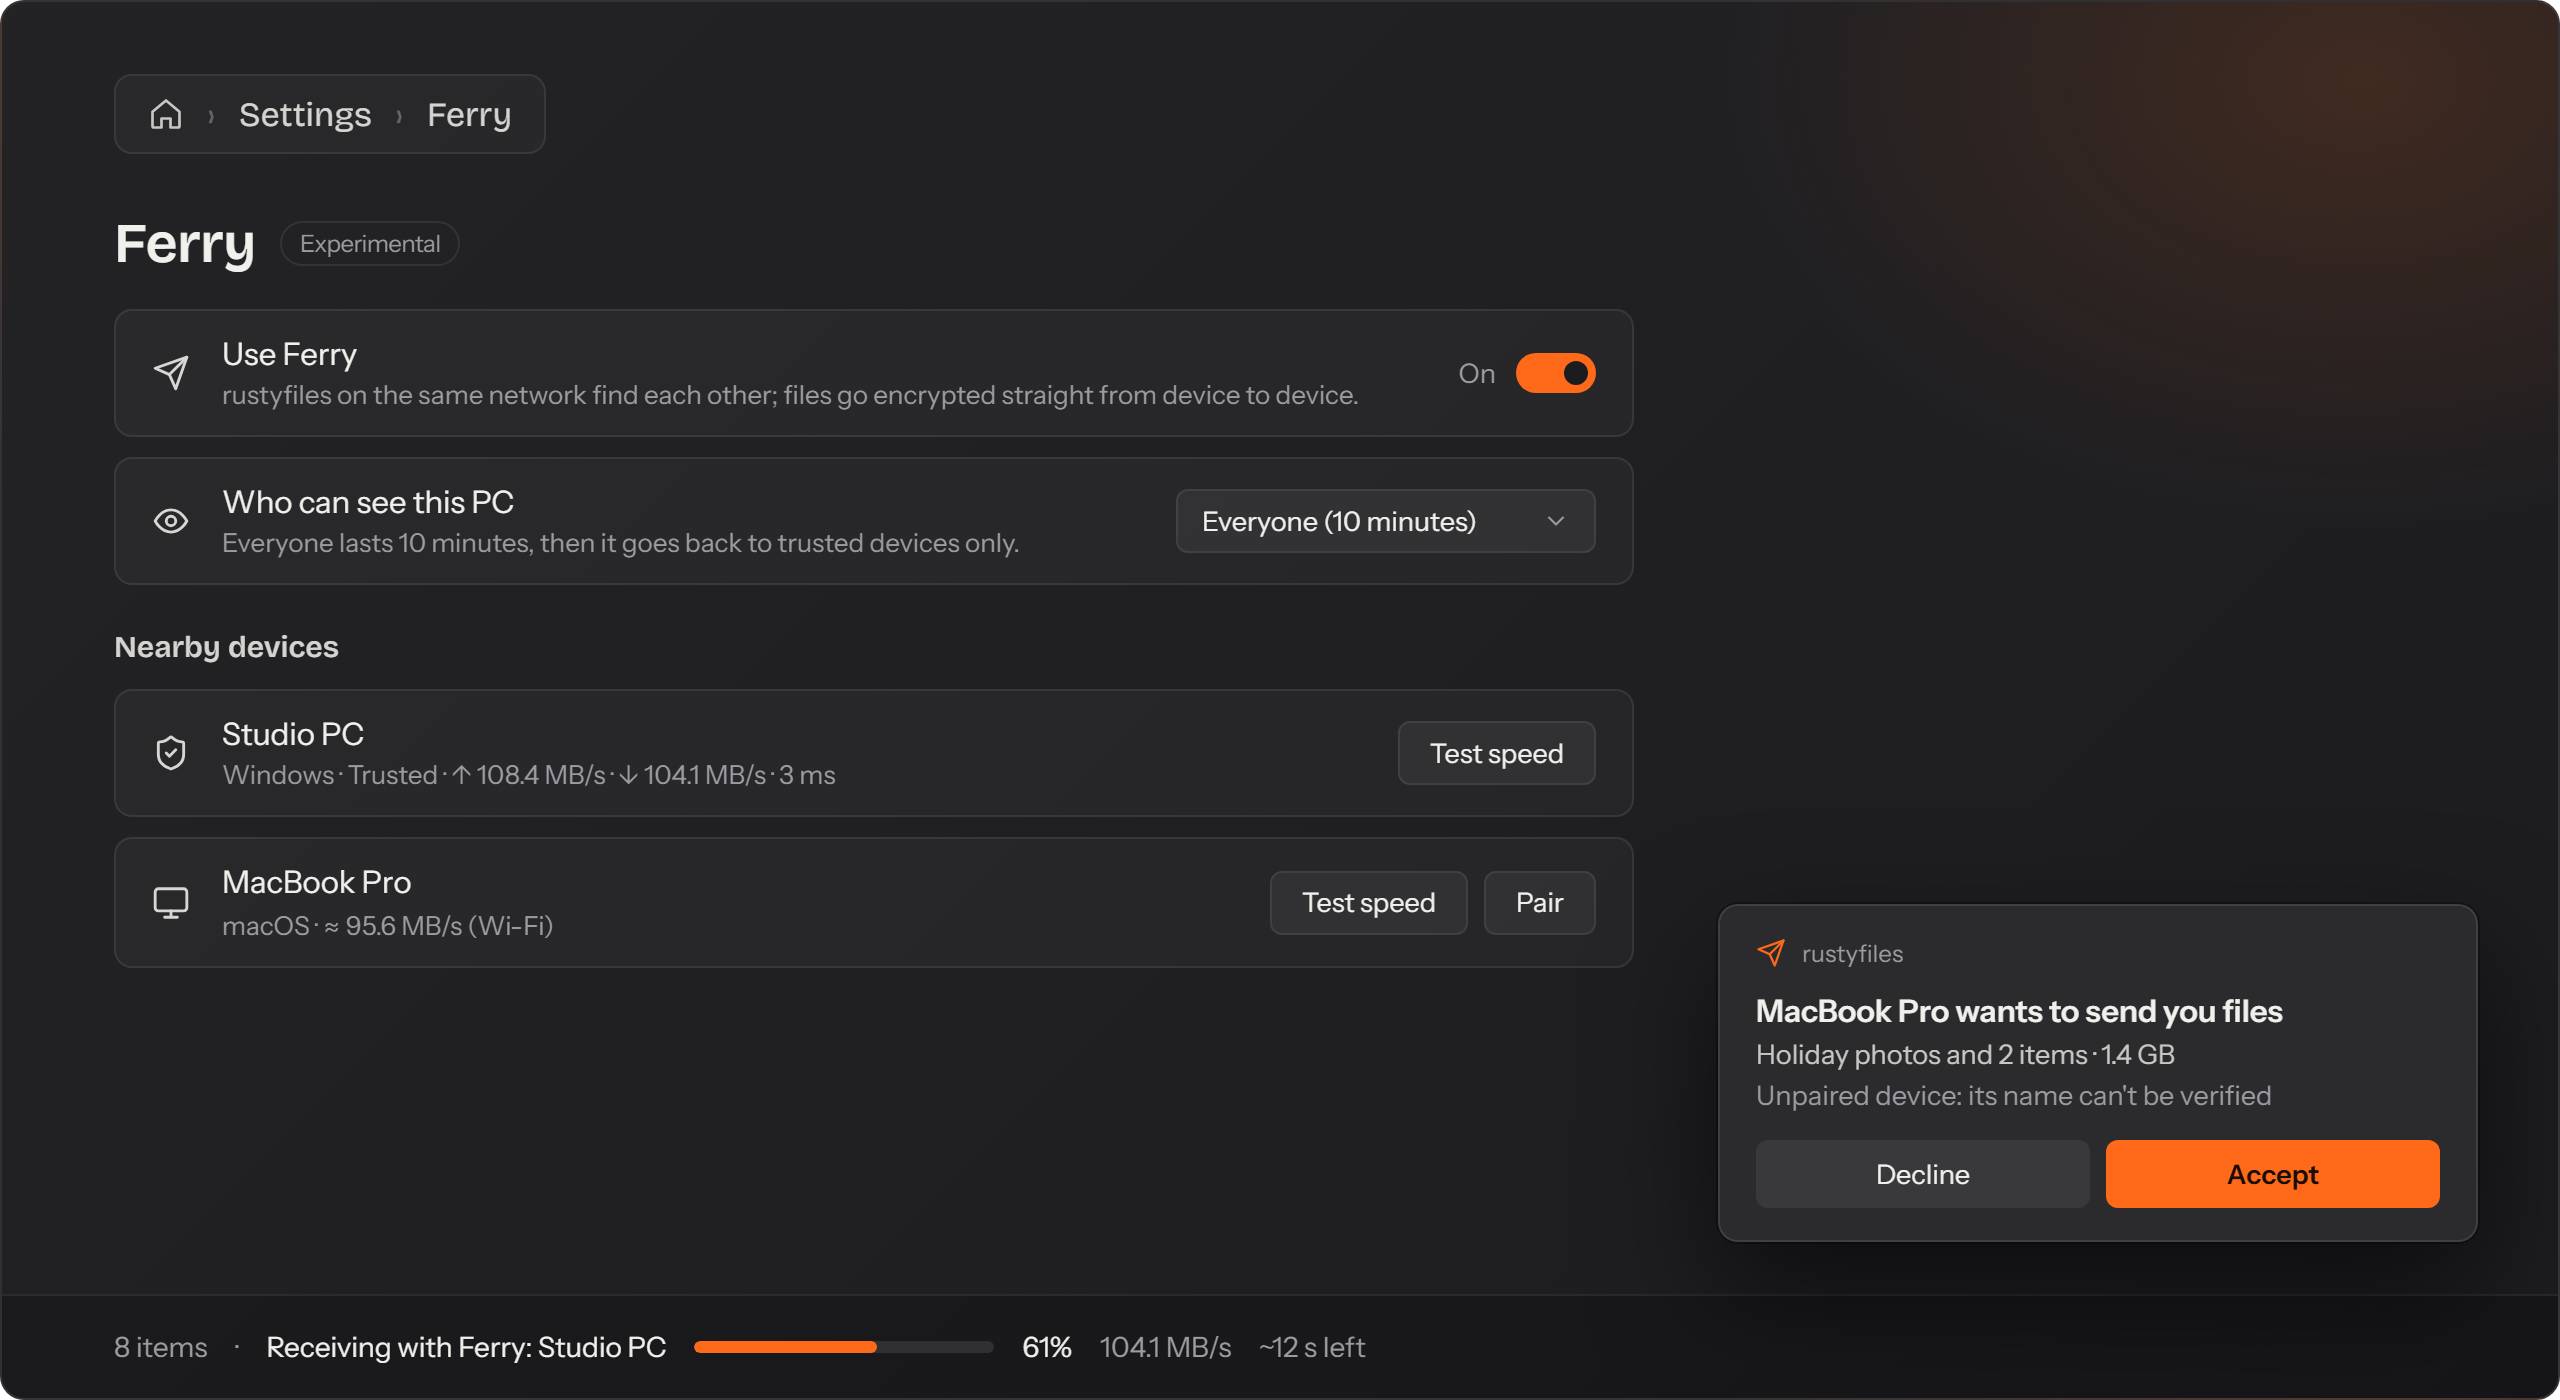 Settings › Ferry
Ferry
Experimental
Use Ferry
rustyfiles on the same network find each other; files go encrypted straight from device to device.
On
Who can see this PC
Everyone lasts 10 minutes, then it goes back to trusted devices only.
Everyone (10 minutes)
Nearby devices
Studio PC
Windows · Trusted · ↑ 108.4 MB/s · ↓ 104.1 MB/s · 3 ms
Test speed
MacBook Pro
macOS · ≈ 95.6 MB/s (Wi-Fi)
Test speed
Pair
rustyfiles
MacBook Pro wants to send you files
Holiday photos and 2 items · 1.4 GB
Unpaired device: its name can't be verified
Decline
Accept
8 items · Receiving with Ferry: Studio PC 61% 104.1 MB/s ~12 s left